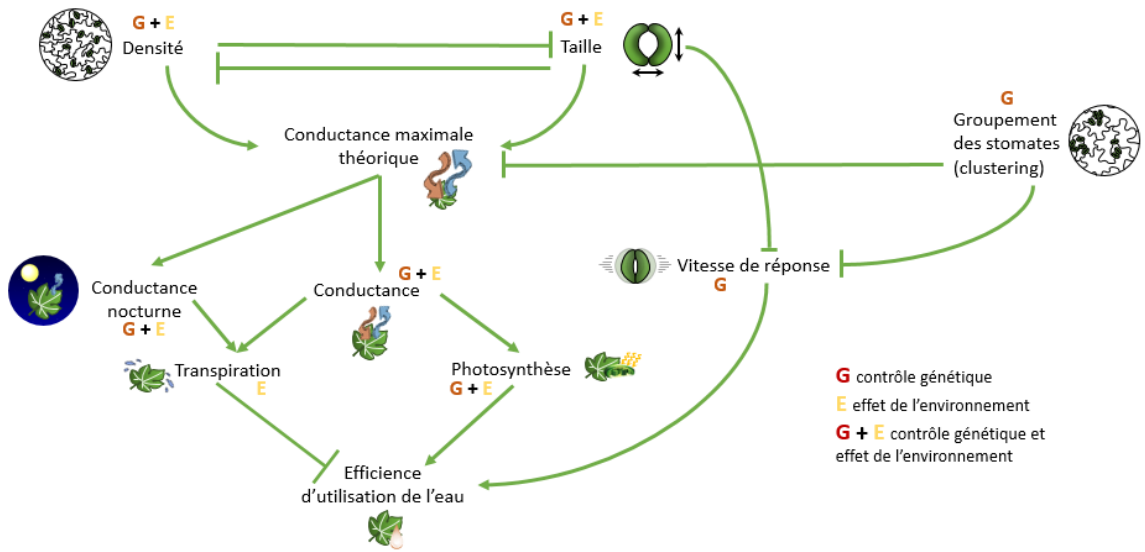 G + E
Densité
G + E
Taille
G
Groupement
des stomates
(clustering)
Conductance maximale
théorique
Vitesse de réponse
G
Conductance
nocturne
G + E
G + E
Conductance
Transpiration
E
Photosynthèse
G + E
Efficience
d'utilisation de l'eau
G contrôle génétique
E effet de l'environnement
G + E contrôle génétique et
effet de l'environnement